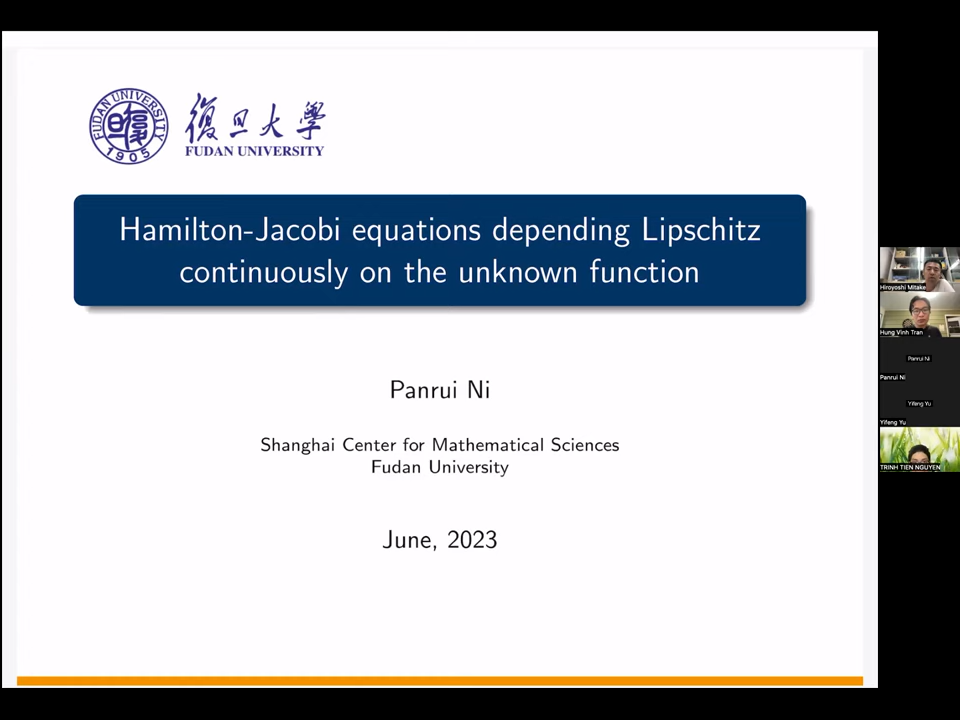 FUDAN UNIVERSITY
1905
復旦大學
FUDAN UNIVERSITY
Hamilton-Jacobi equations depending Lipschitz
continuously on the unknown function
Panrui Ni
Shanghai Center for Mathematical Sciences
Fudan University
June, 2023
Hiroyoshi Mitake
Hung Vinh Tran
Panrui Ni
Panrui Ni
Yifeng Yu
Yifeng Yu
TRINH TIEN NGUYEN